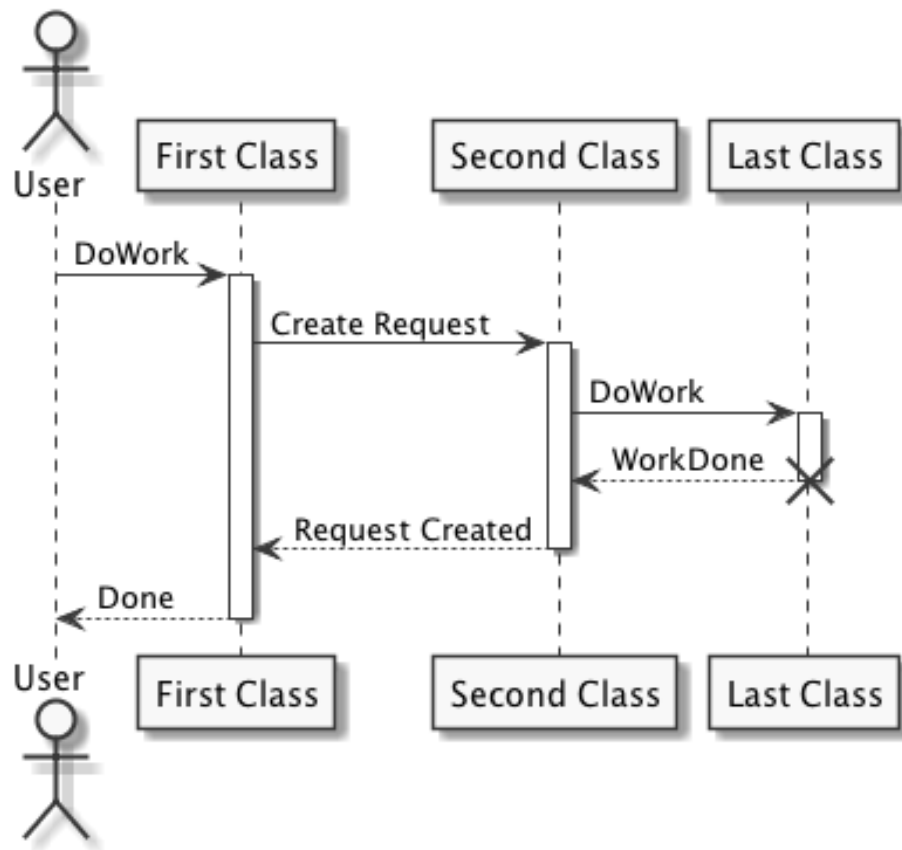 User
First Class
Second Class
Last Class
DoWork
Create Request
DoWork
WorkDone
Request Created
Done
User
First Class
Second Class
Last Class